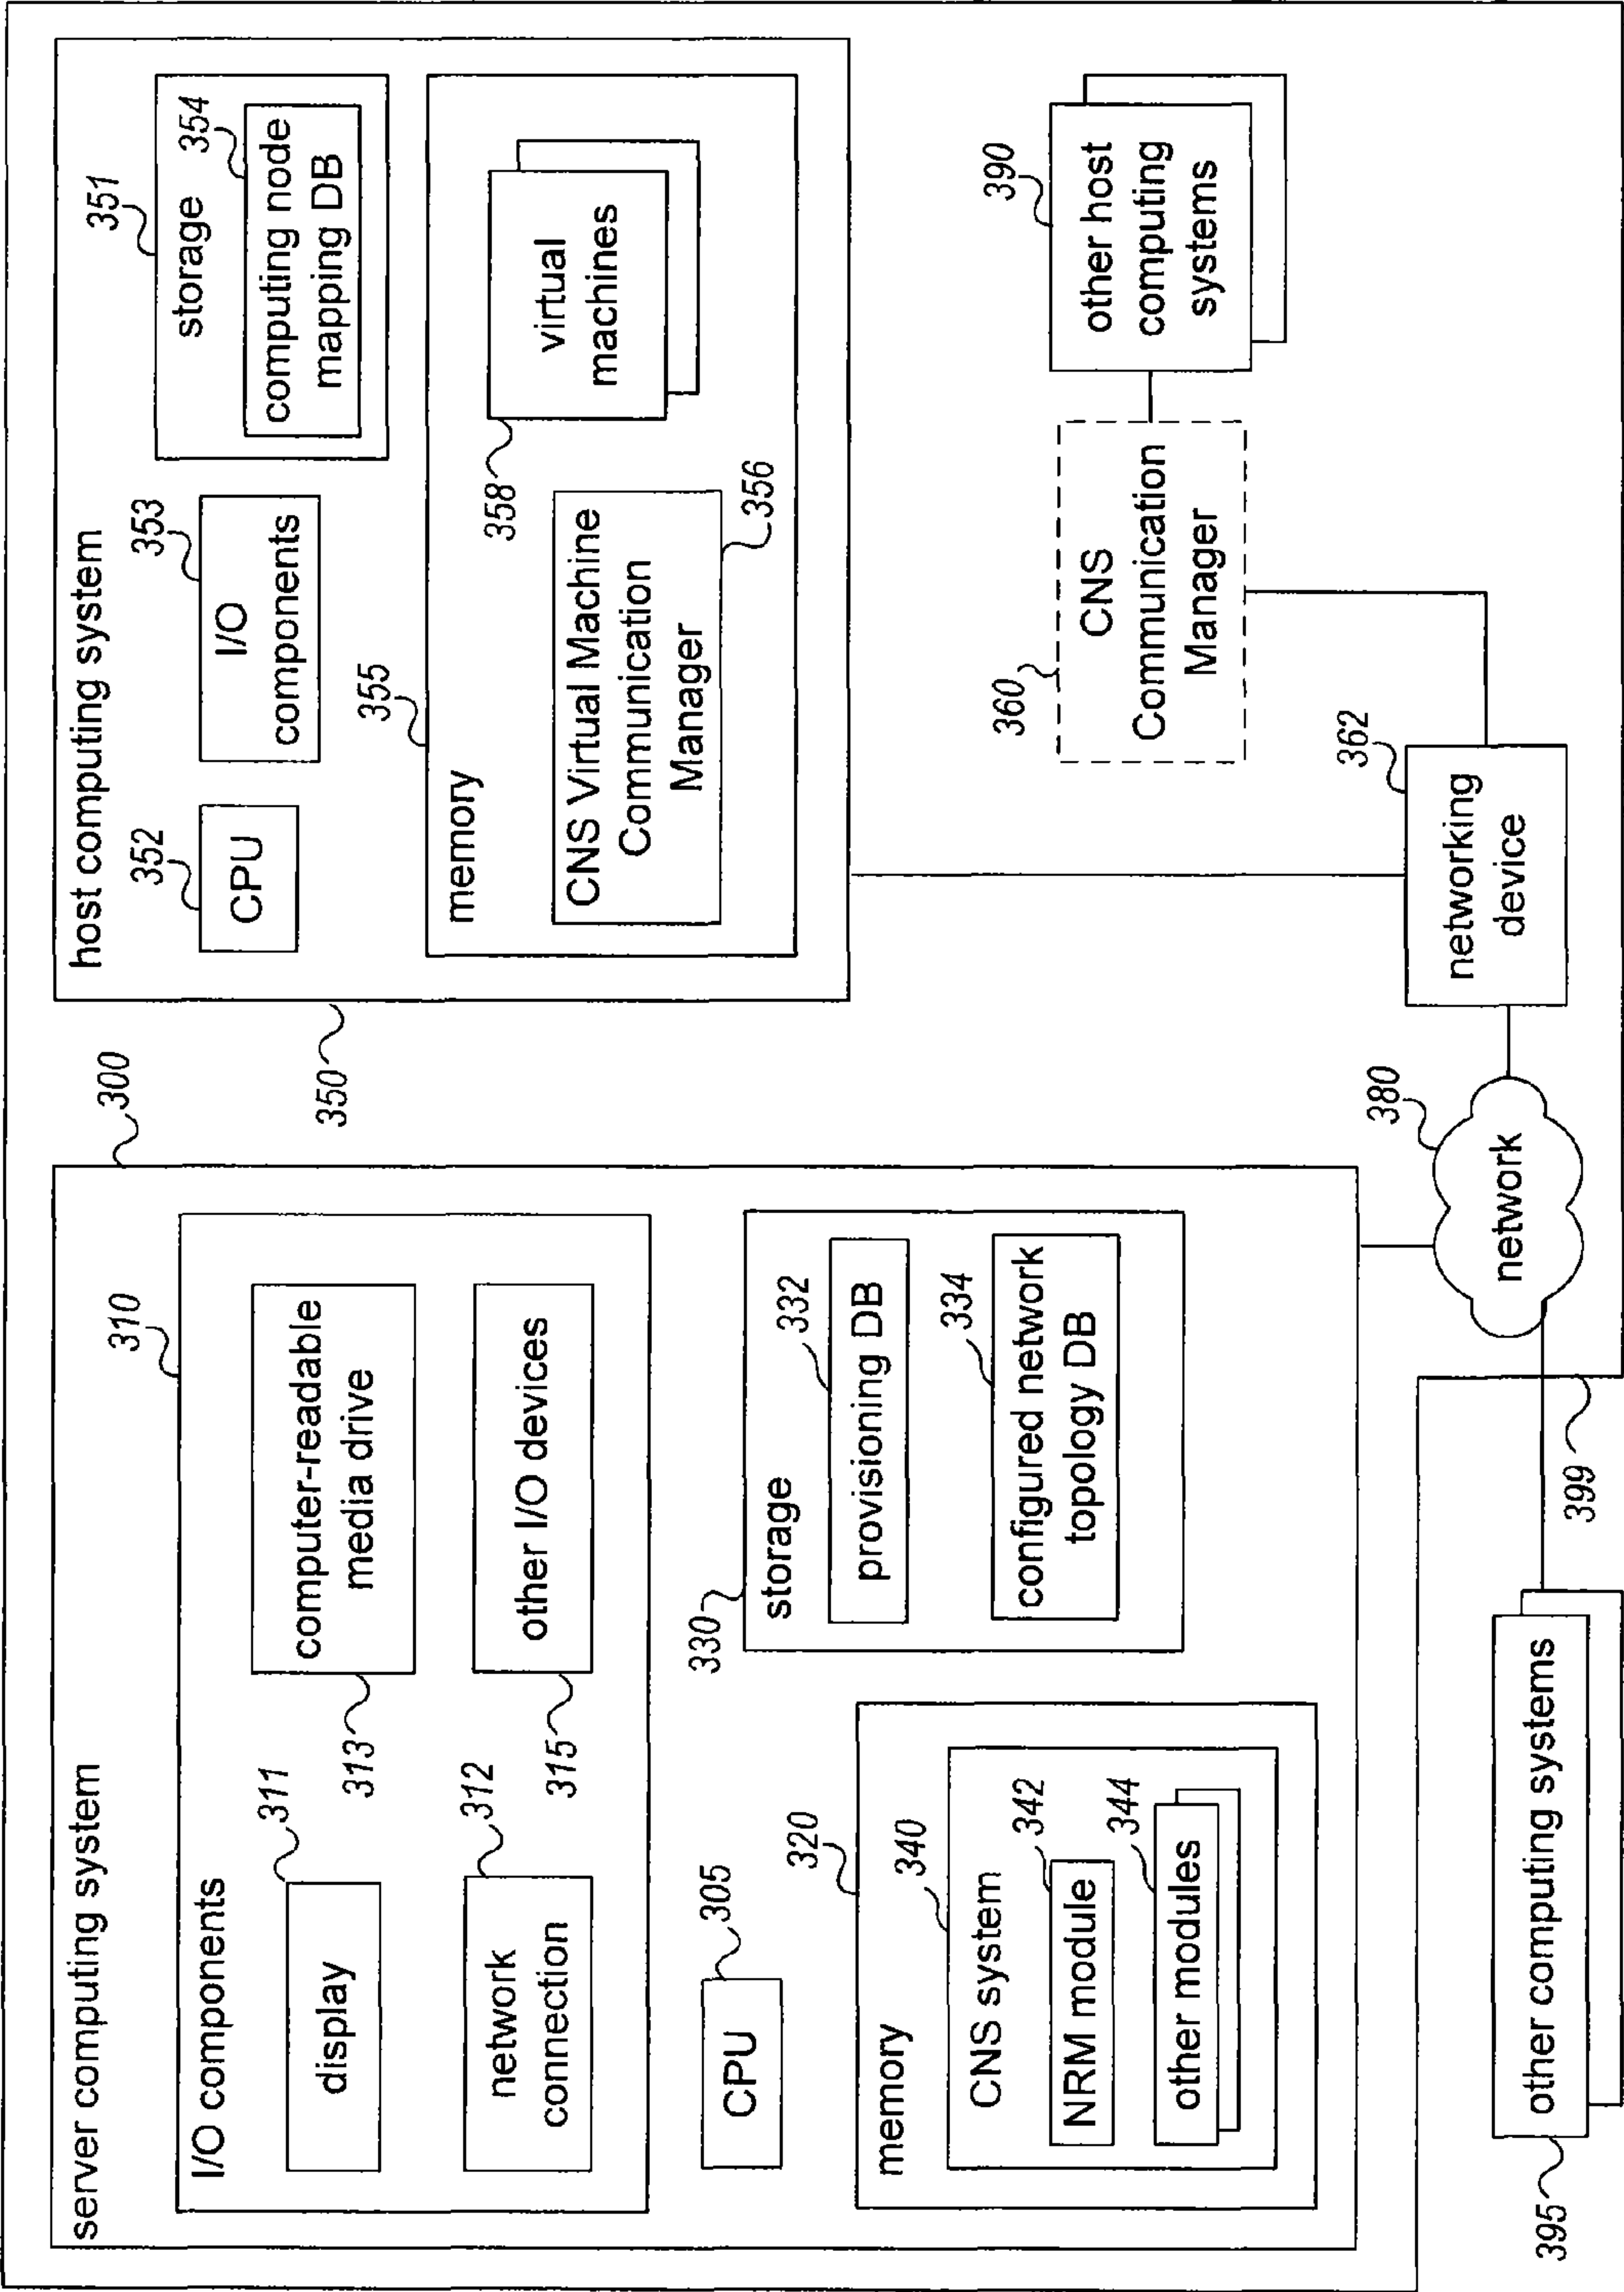 server computing system
300
I/O components
310
311
display
computer-readable
media drive
313
312
network
connection
other I/O devices
315
305
CPU
330
storage
332
provisioning DB
334
configured network
topology DB
320
memory
340
CNS system
342
NRM module
344
other modules
host computing system
350
352
CPU
353
I/O
components
351
storage
354
computing node
mapping DB
355
memory
CNS Virtual Machine
Communication
Manager
356
358
virtual
machines
360
CNS
Communication
Manager
390
other host
computing
systems
362
networking
device
380
network
399
395
other computing systems